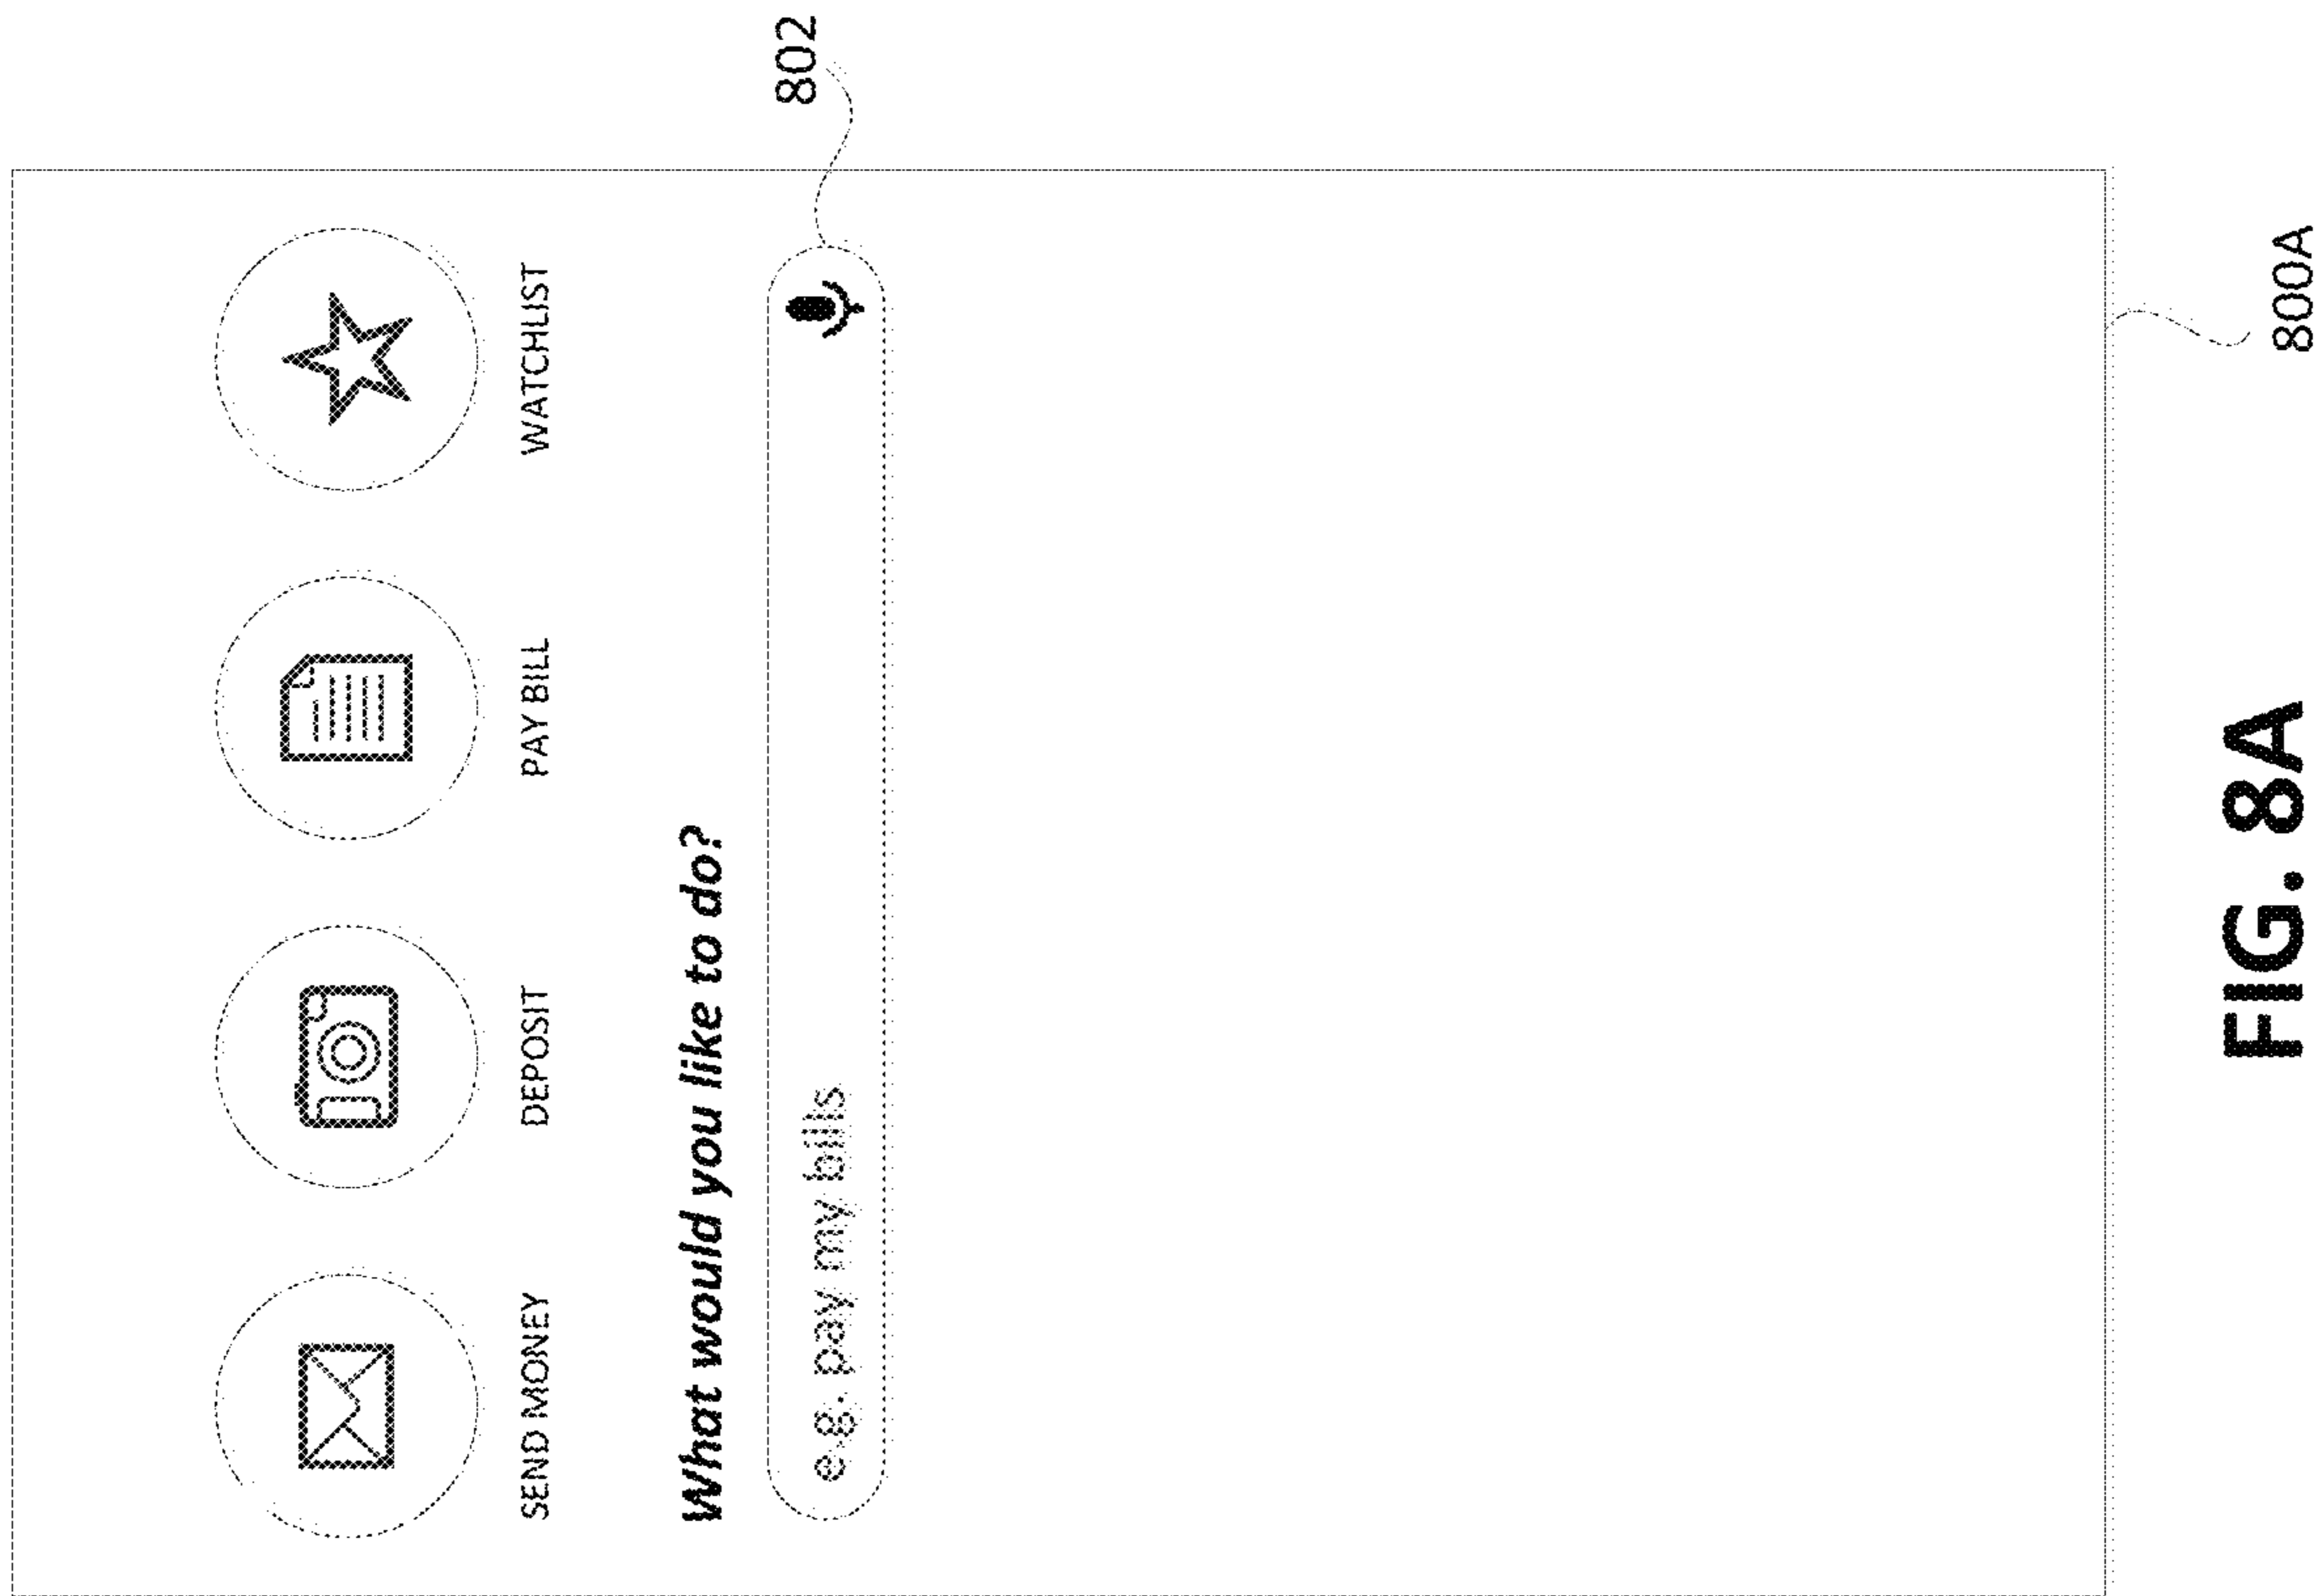 SEND MONEY DEPOSIT PAY BILL WATCHLIST
What would you like to do?
e.g. pay my bills
802
800A
FIG. 8A